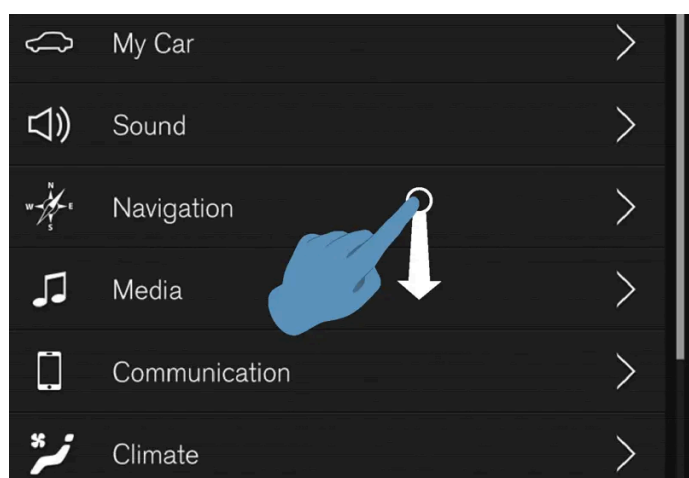 My Car
Sound
N
W E
S
Navigation
Media
Communication
Climate